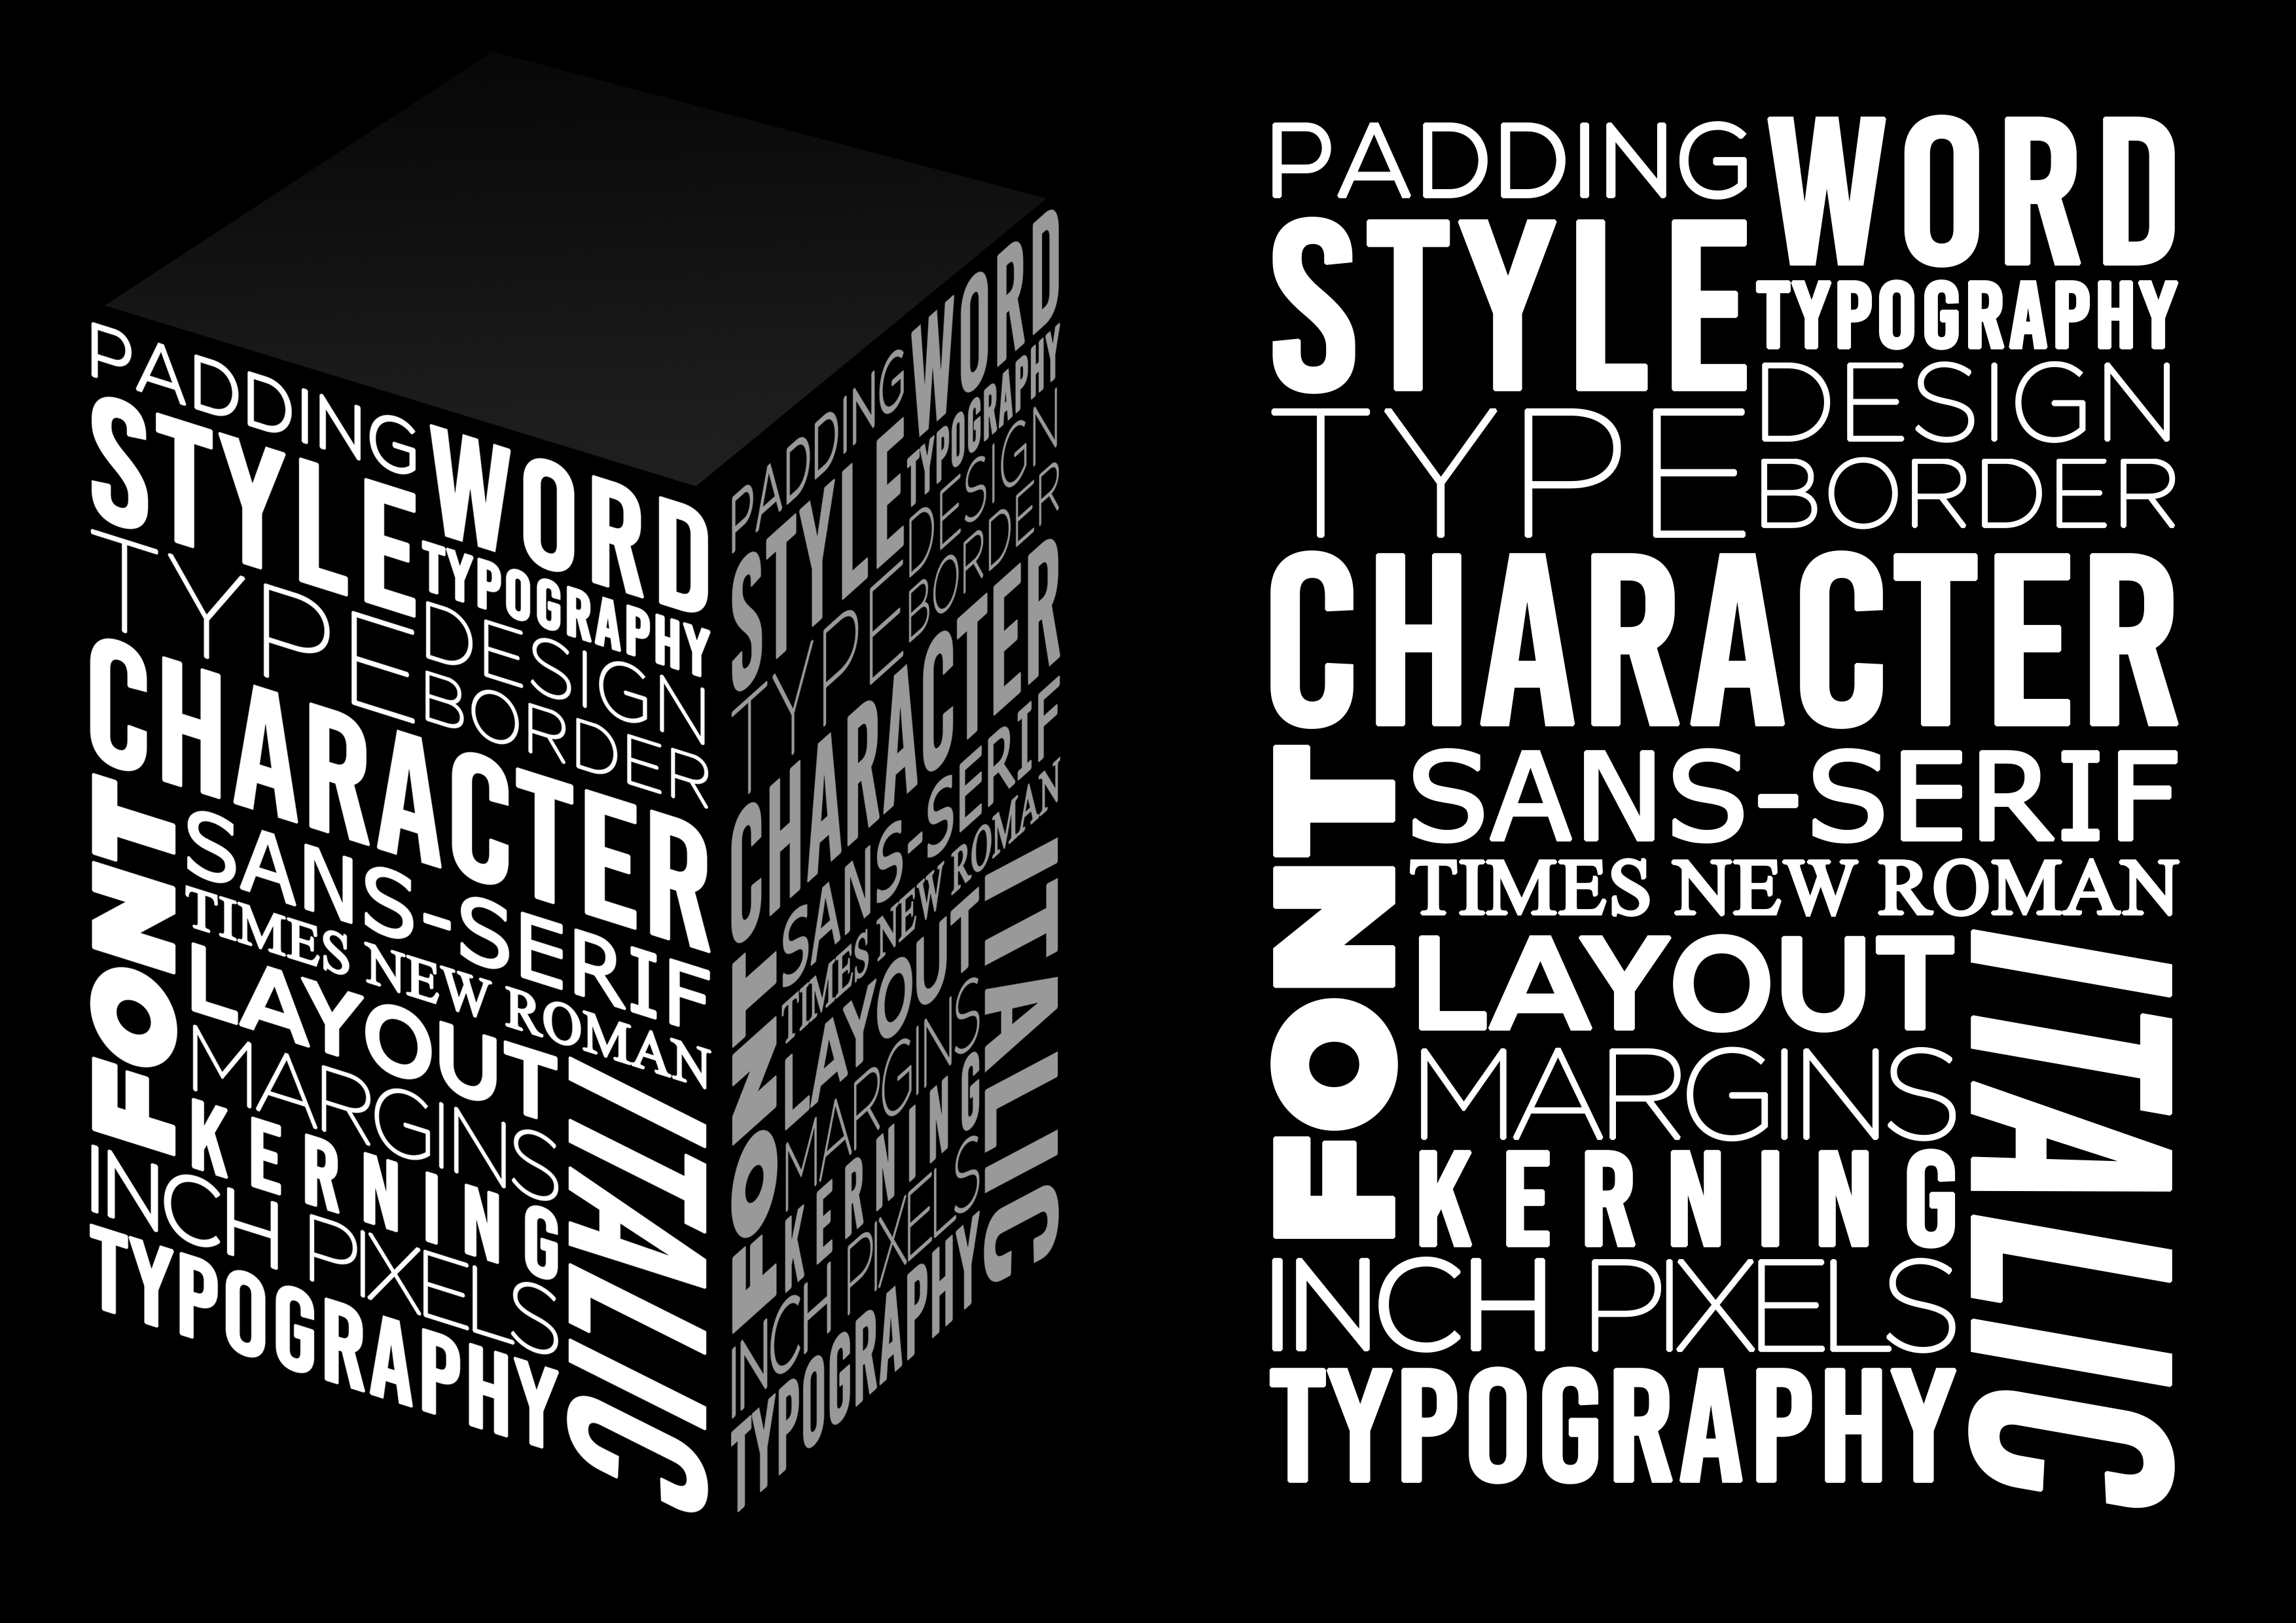 PADDING WORD
STYLE
TYPOGRAPHY
TYPE
DESIGN
BORDER
CHARACTER
FONT
SANS-SERIF
TIMES NEW ROMAN
LAYOUT
MARGINS
KERNING
INCH PIXELS
TYPOGRAPHY
ITALIC
PADDING WORD
STYLE
TYPOGRAPHY
TYPE
DESIGN
BORDER
CHARACTER
FONT
SANS-SERIF
TIMES NEW ROMAN
LAYOUT
MARGINS
KERNING
INCH PIXELS
TYPOGRAPHY
ITALIC
PADDING WORD
STYLE
TYPOGRAPHY
TYPE
DESIGN
BORDER
CHARACTER
FONT
SANS-SERIF
TIMES NEW ROMAN
LAYOUT
MARGINS
KERNING
INCH PIXELS
TYPOGRAPHY
ITALIC